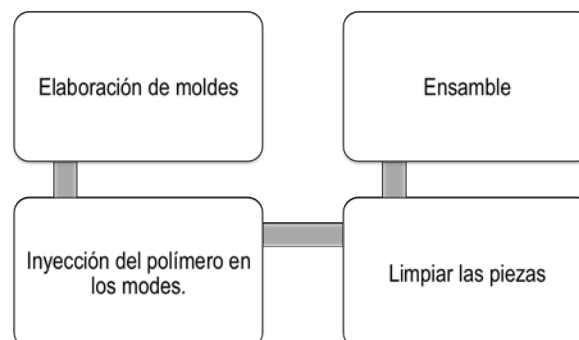 Elaboración de moldes
Inyección del polímero en
los modes.
Limpiar las piezas
Ensamble